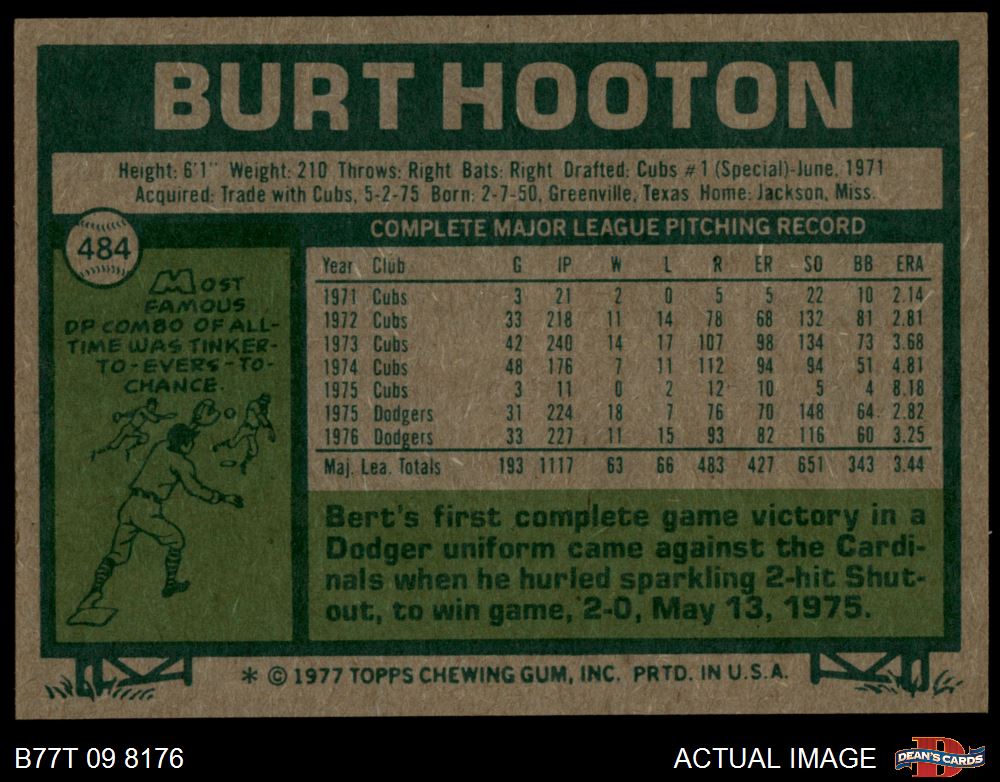 BURT HOOTON
Height: 6'1" Weight: 210 Throws: Right Bats: Right Drafted: Cubs #1 (Special)-June, 1971
Acquired: Trade with Cubs, 5-2-75 Born: 2-7-50, Greenville, Texas Home: Jackson, Miss.
484
MOST
FAMOUS
DP COMBO OF ALL-
TIME WAS TINKER-
TO-EVERS-TO-
CHANCE.
COMPLETE MAJOR LEAGUE PITCHING RECORD
Year Club G IP W L R ER SO BB ERA
1971 Cubs 3 21 2 0 5 5 22 10 2.14
1972 Cubs 33 218 11 14 78 68 132 81 2.81
1973 Cubs 42 240 14 17 107 98 134 73 3.68
1974 Cubs 48 176 7 11 112 94 94 51 4.81
1975 Cubs 3 11 0 2 12 10 5 4 8.18
1975 Dodgers 31 224 18 7 76 70 148 64 2.82
1976 Dodgers 33 227 11 15 93 82 116 60 3.25
Maj. Lea. Totals 193 1117 63 66 483 427 651 343 3.44
Bert's first complete game victory in a
Dodger uniform came against the Cardi-
nals when he hurled sparkling 2-hit Shut-
out, to win game, 2-0, May 13, 1975.
* © 1977 TOPPS CHEWING GUM, INC. PRTD. IN U.S.A.
B77T 09 8176
ACTUAL IMAGE
D
DEAN'S CARDS